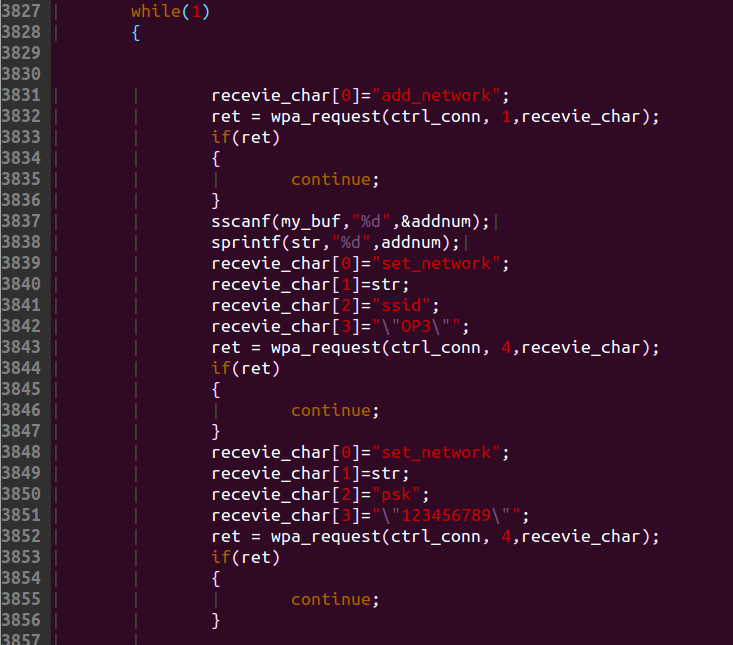 3827 while(1)
3828 {
3829
3830
3831 recevie_char[0]="add_network";
3832 ret = wpa_request(ctrl_conn, 1,recevie_char);
3833 if(ret)
3834 {
3835 continue;
3836 }
3837 sscanf(my_buf,"%d",&addnum);
3838 sprintf(str,"%d",addnum);
3839 recevie_char[0]="set_network";
3840 recevie_char[1]=str;
3841 recevie_char[2]="ssid";
3842 recevie_char[3]="\"OP3\"";
3843 ret = wpa_request(ctrl_conn, 4,recevie_char);
3844 if(ret)
3845 {
3846 continue;
3847 }
3848 recevie_char[0]="set_network";
3849 recevie_char[1]=str;
3850 recevie_char[2]="psk";
3851 recevie_char[3]="\"123456789\"";
3852 ret = wpa_request(ctrl_conn, 4,recevie_char);
3853 if(ret)
3854 {
3855 continue;
3856 }
3857